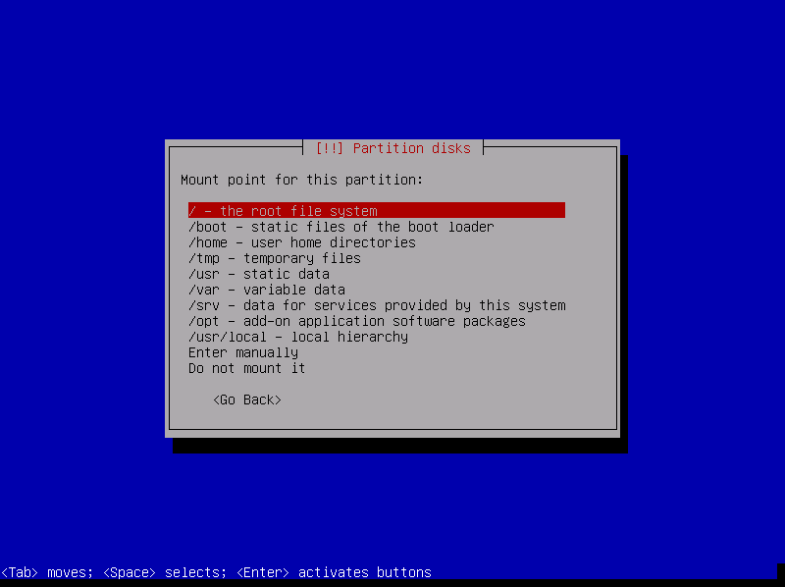 [!!] Partition disks
Mount point for this partition:
/ – the root file system
/boot – static files of the boot loader
/home – user home directories
/tmp – temporary files
/usr – static data
/var – variable data
/srv – data for services provided by this system
/opt – add–on application software packages
/usr/local – local hierarchy
Enter manually
Do not mount it
<Go Back>
<Tab> moves; <Space> selects; <Enter> activates buttons